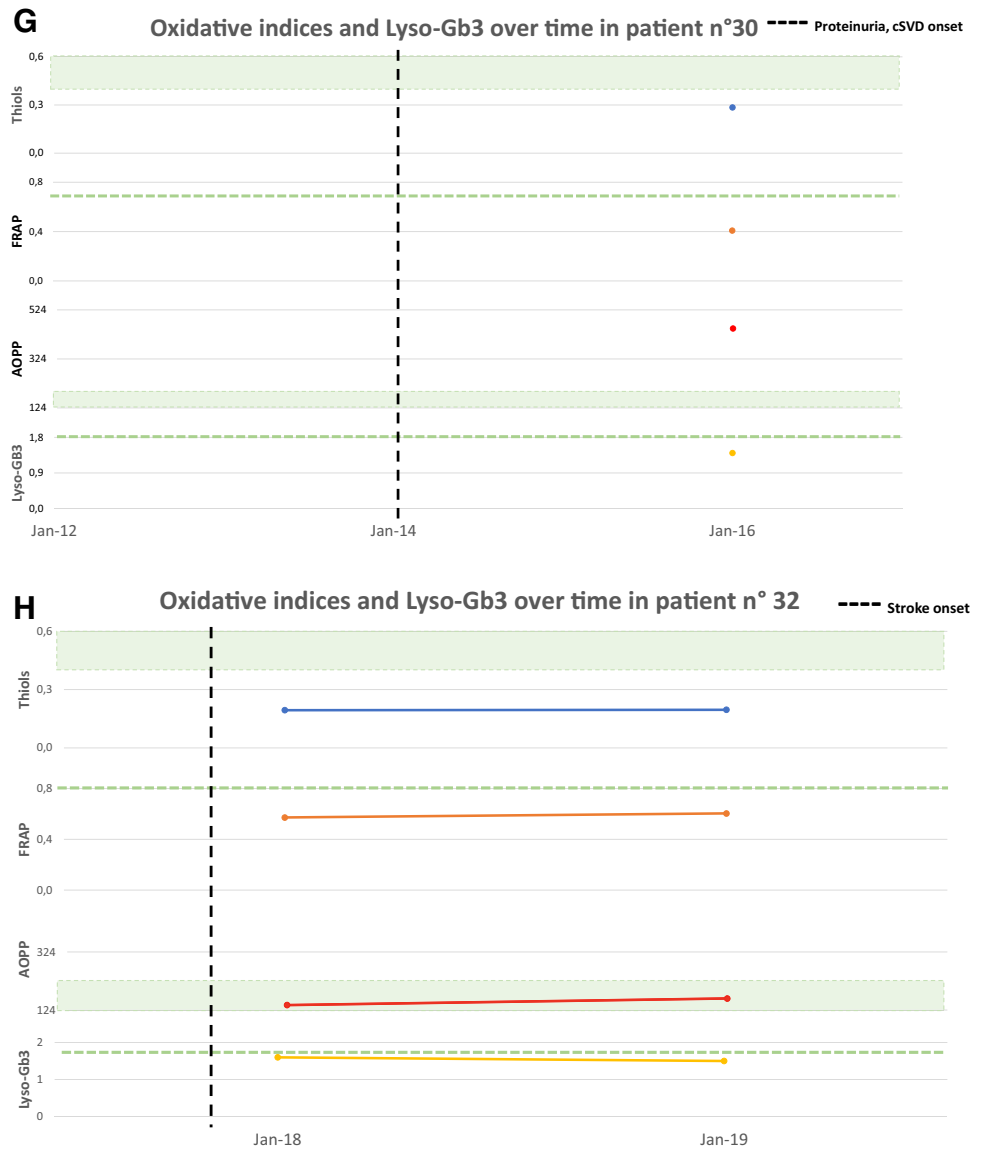 G
Oxidative indices and Lyso-Gb3 over time in patient n°30
Proteinuria, cSVD onset
Thiols
0,6
0,3
0,0
FRAP
0,8
0,4
0,0
AOPP
524
324
124
Lyso-GB3
1,8
0,9
0,0
Jan-12 Jan-14 Jan-16
H
Oxidative indices and Lyso-Gb3 over time in patient n° 32
Stroke onset
Thiols
0,6
0,3
0,0
FRAP
0,8
0,4
0,0
AOPP
324
124
Lyso-Gb3
2
1
0
Jan-18 Jan-19